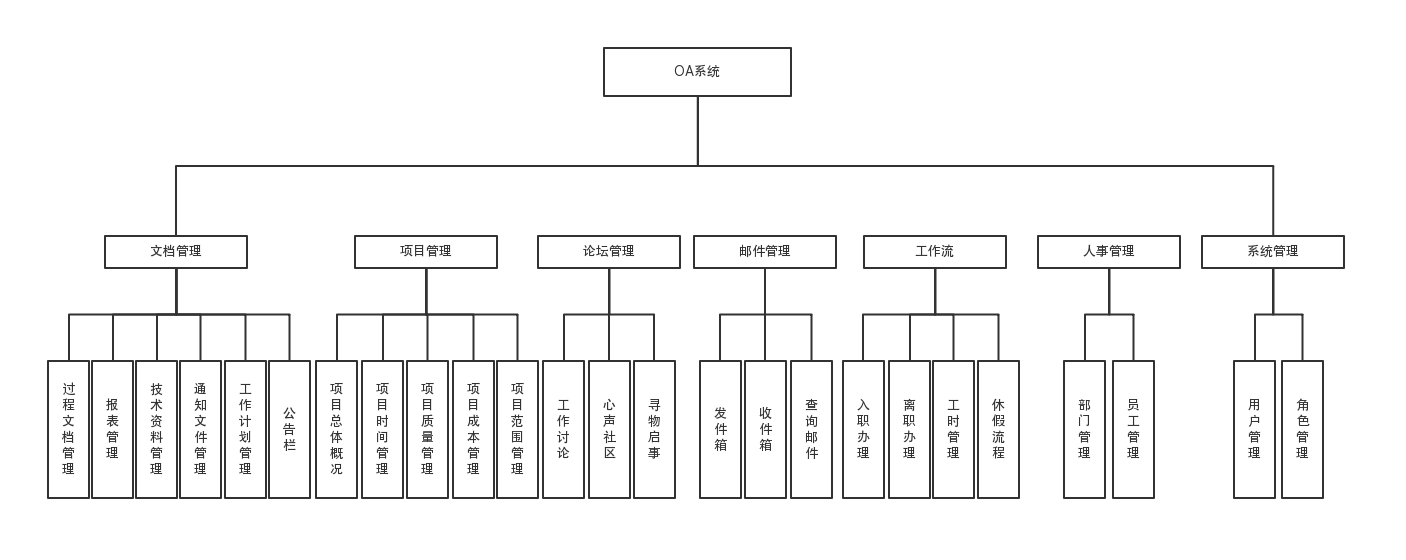 OA系统
文档管理
项目管理
论坛管理
邮件管理
工作流
人事管理
系统管理
过程文档管理
报表管理
技术资料管理
通知文件管理
工作计划管理
公告栏
项目总体概况
项目时间管理
项目质量管理
项目成本管理
项目范围管理
工作讨论
心声社区
寻物启事
发件箱
收件箱
查询邮件
入职办理
离职办理
工时管理
休假流程
部门管理
员工管理
用户管理
角色管理